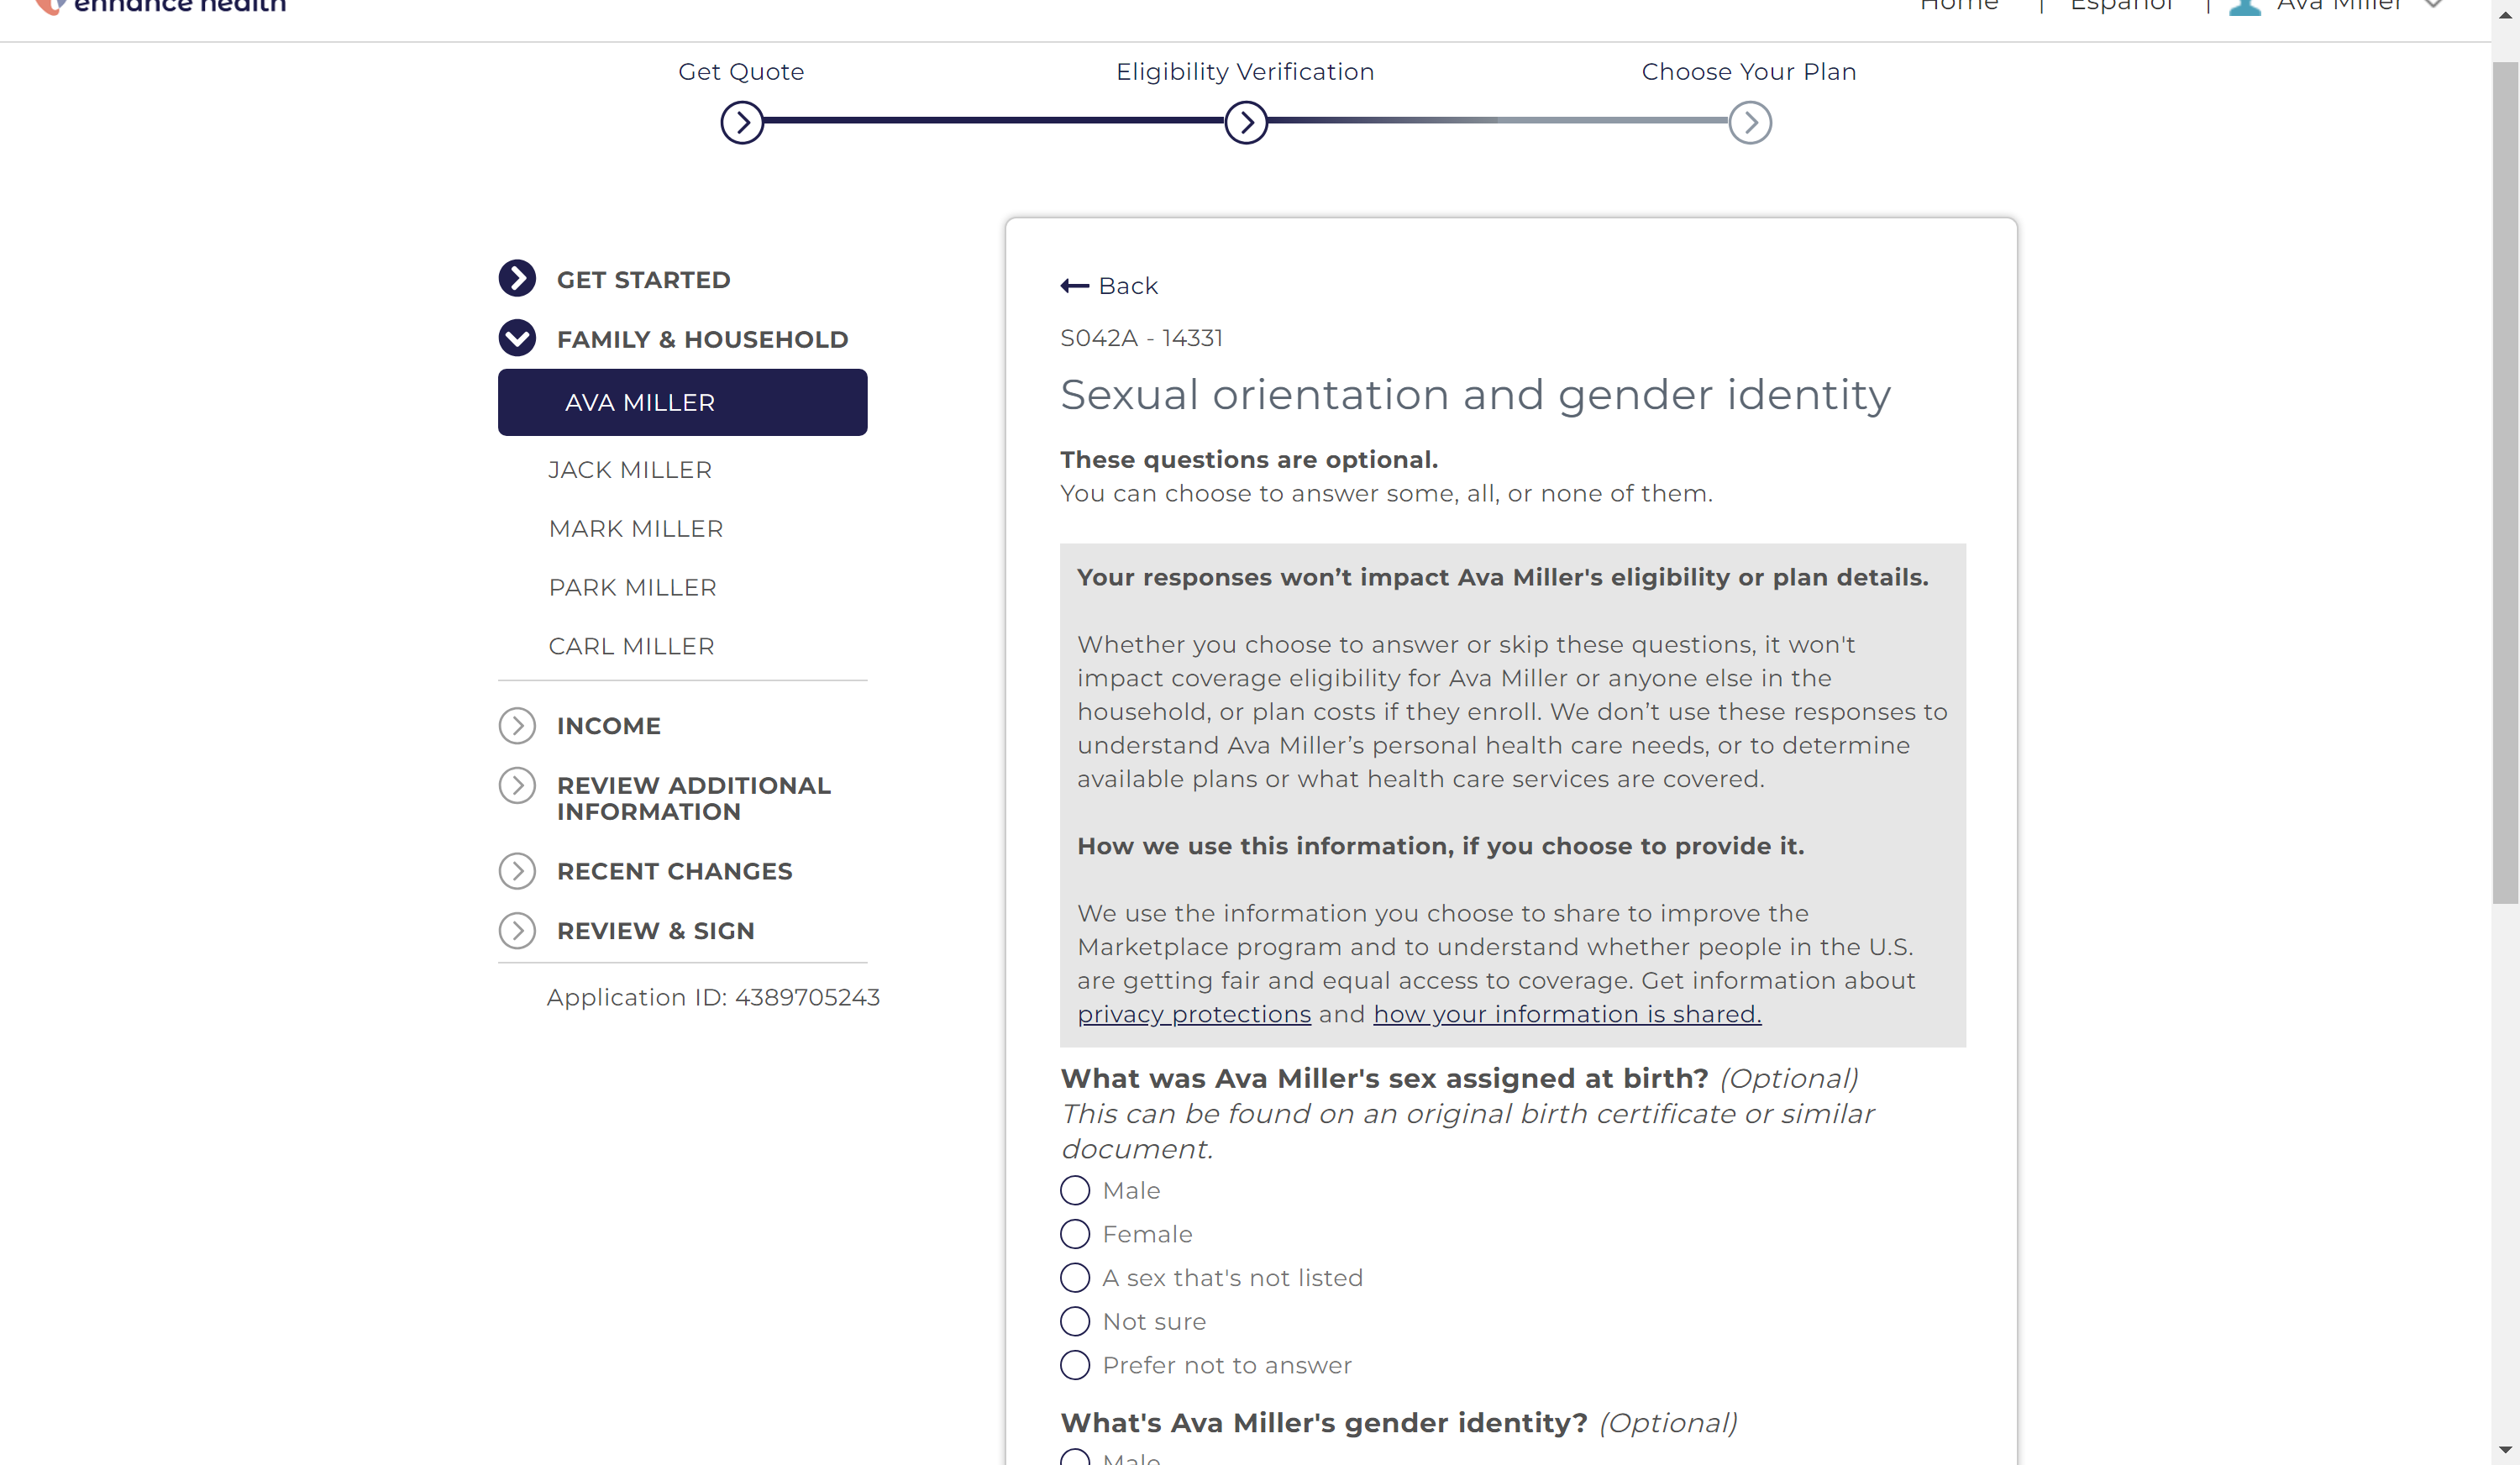 enhance health
Home | Español | Ava Miller
Get Quote
Eligibility Verification
Choose Your Plan
GET STARTED
FAMILY & HOUSEHOLD
AVA MILLER
JACK MILLER
MARK MILLER
PARK MILLER
CARL MILLER
INCOME
REVIEW ADDITIONAL
INFORMATION
RECENT CHANGES
REVIEW & SIGN
Application ID: 4389705243
Back
S042A - 14331
Sexual orientation and gender identity
These questions are optional.
You can choose to answer some, all, or none of them.
Your responses won’t impact Ava Miller's eligibility or plan details.
Whether you choose to answer or skip these questions, it won't
impact coverage eligibility for Ava Miller or anyone else in the
household, or plan costs if they enroll. We don’t use these responses to
understand Ava Miller’s personal health care needs, or to determine
available plans or what health care services are covered.
How we use this information, if you choose to provide it.
We use the information you choose to share to improve the
Marketplace program and to understand whether people in the U.S.
are getting fair and equal access to coverage. Get information about
privacy protections and how your information is shared.
What was Ava Miller's sex assigned at birth? (Optional)
This can be found on an original birth certificate or similar
document.
Male
Female
A sex that's not listed
Not sure
Prefer not to answer
What's Ava Miller's gender identity? (Optional)
Male